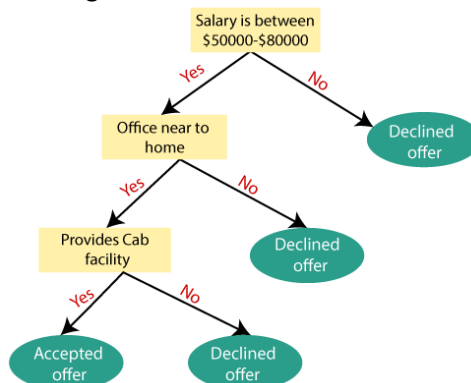 Salary is between
$50000-$80000
Yes
No
Office near to
home
Declined
offer
Yes
No
Provides Cab
facility
Declined
offer
Yes
No
Accepted
offer
Declined
offer